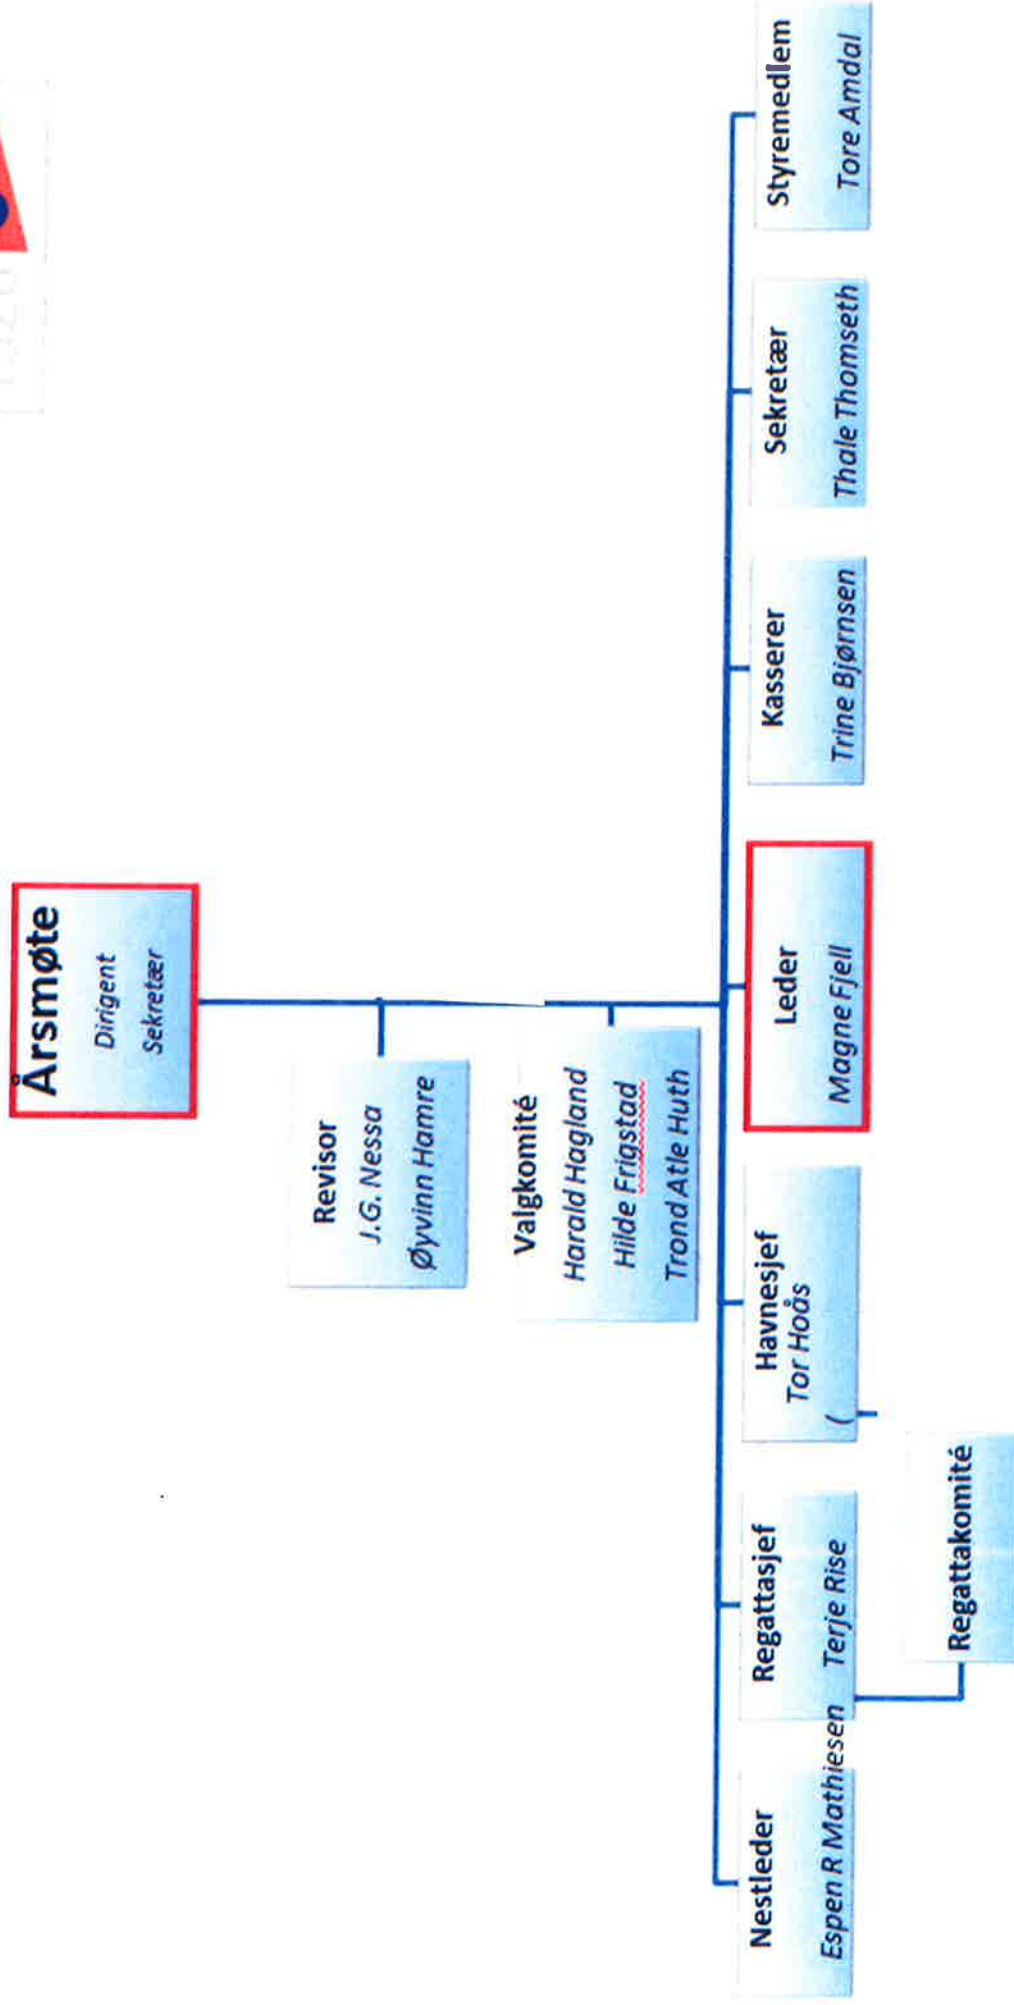 Årsmøte
Dirigent
Sekretær
Revisor
J.G. Nessa
Øyvinn Hamre
Valgkomité
Harald Hagland
Hilde Frigstad
Trond Atle Huth
Nestleder
Espen R Mathiesen
Regattasjef
Terje Rise
Havnesjef
Tor Hoås
(
Leder
Magne Fjell
Kasserer
Trine Bjørnsen
Sekretær
Thale Thomseth
Styremedlem
Tore Amdal
Regattakomité